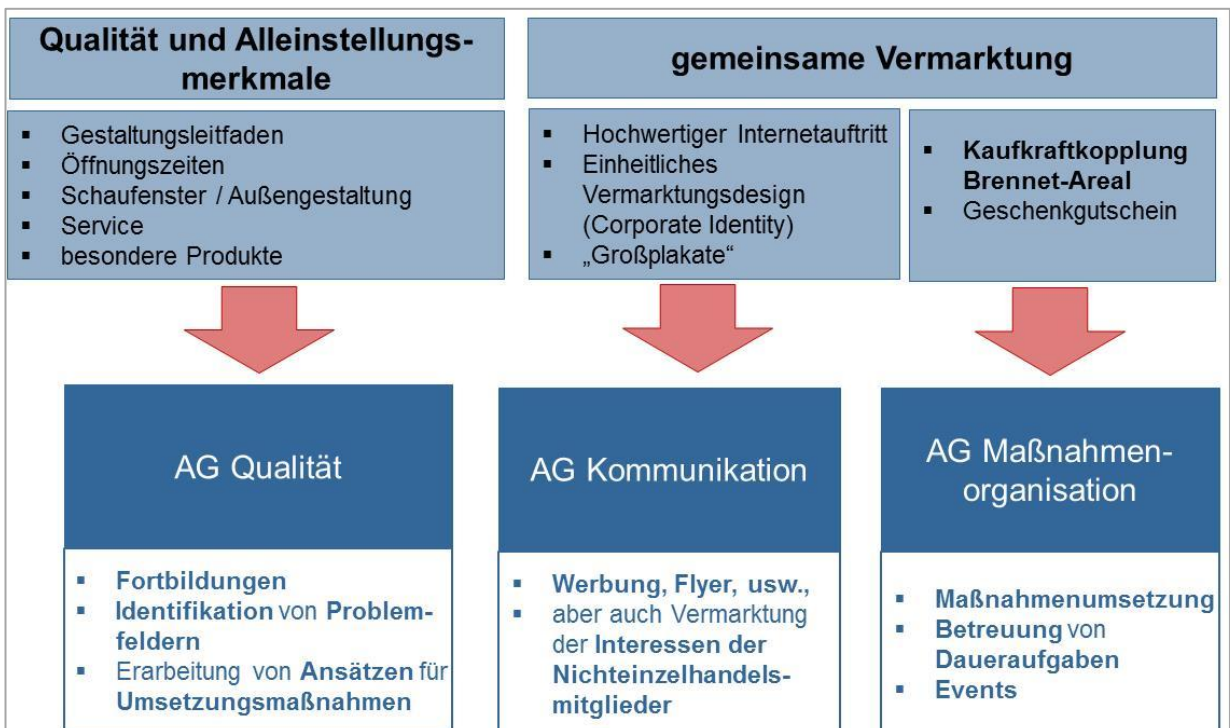 Qualität und Alleinstellungs-
merkmale
▪ Gestaltungsleitfaden
▪ Öffnungszeiten
▪ Schaufenster / Außengestaltung
▪ Service
▪ besondere Produkte
gemeinsame Vermarktung
▪ Hochwertiger Internetauftritt
▪ Einheitliches
Vermarktungsdesign
(Corporate Identity)
▪ „Großplakate“
▪ Kaufkraftkopplung
Brennet-Areal
▪ Geschenkgutschein
AG Qualität
▪ Fortbildungen
▪ Identifikation von Problem-
feldern
▪ Erarbeitung von Ansätzen für
Umsetzungsmaßnahmen
AG Kommunikation
▪ Werbung, Flyer, usw.,
▪ aber auch Vermarktung
der Interessen der
Nichteinzelhandels-
mitglieder
AG Maßnahmen-
organisation
▪ Maßnahmenumsetzung
▪ Betreuung von
Daueraufgaben
▪ Events